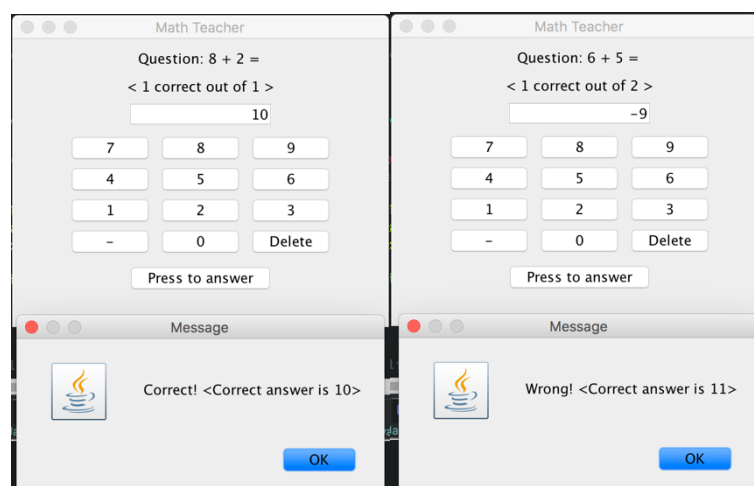 Math Teacher
Question: 8 + 2 =
< 1 correct out of 1 >
10
7 8 9
4 5 6
1 2 3
- 0 Delete
Press to answer
Message
Correct! <Correct answer is 10>
OK
Math Teacher
Question: 6 + 5 =
< 1 correct out of 2 >
-9
7 8 9
4 5 6
1 2 3
- 0 Delete
Press to answer
Message
Wrong! <Correct answer is 11>
OK